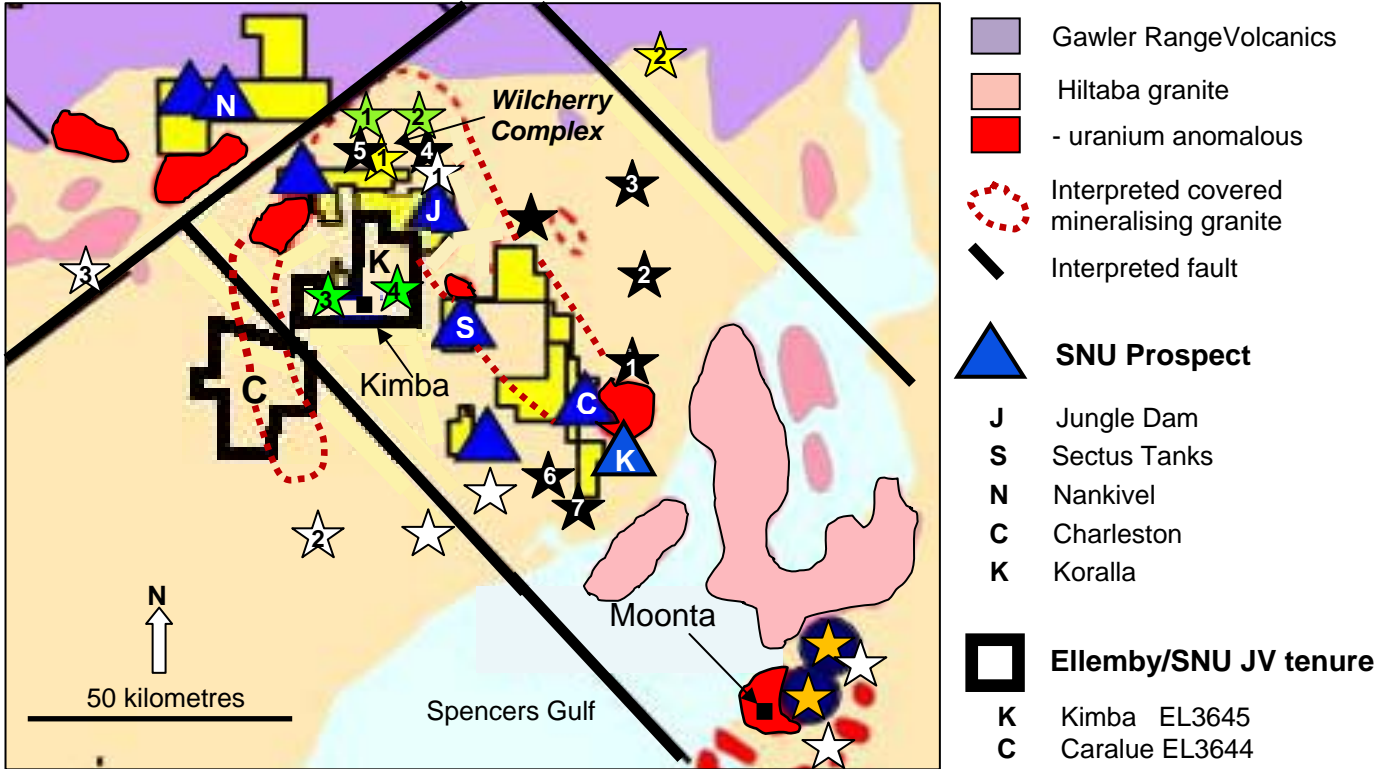 2
N
1
2
Wilcherry
Complex
5
1
4
1
3
J
3
K
2
3
4
S
Kimba
1
C
C
K
6
7
2
N
Moonta
50 kilometres
Spencers Gulf
Gawler RangeVolcanics
Hiltaba granite
- uranium anomalous
Interpreted covered
mineralising granite
Interpreted fault
SNU Prospect
J Jungle Dam
S Sectus Tanks
N Nankivel
C Charleston
K Koralla
Ellemby/SNU JV tenure
K Kimba EL3645
C Caralue EL3644